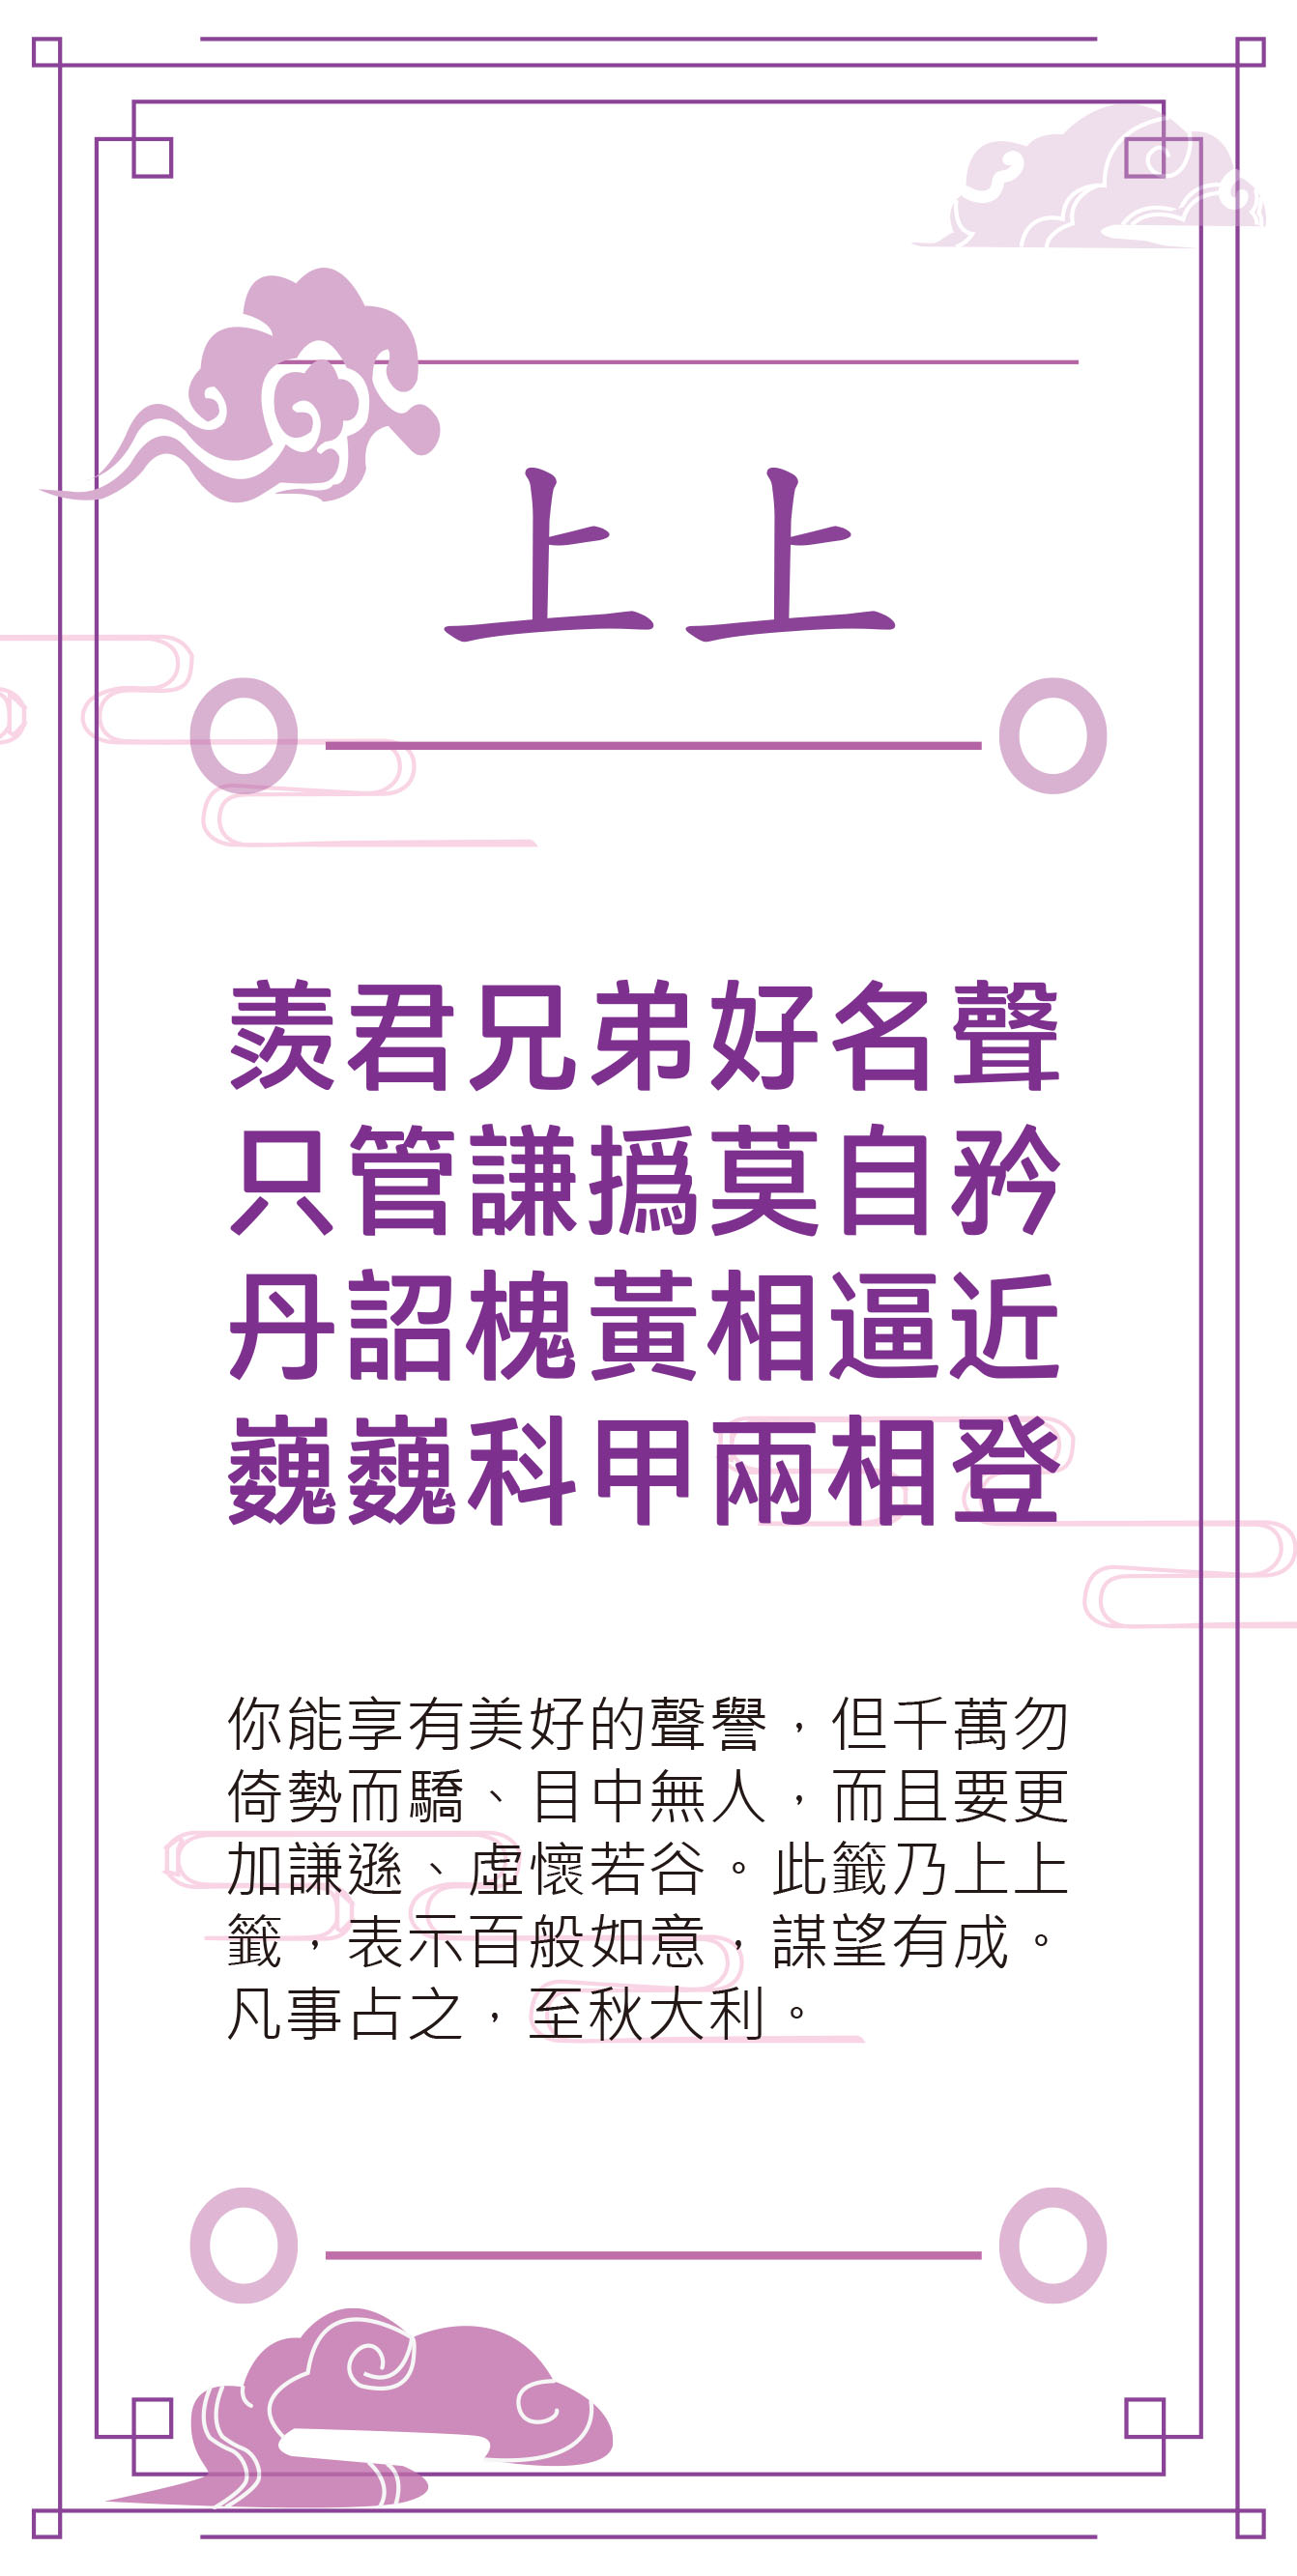 上上
羨君兄弟好名聲
只管謙撝莫自矜
丹詔槐黃相逼近
巍巍科甲兩相登
你能享有美好的聲譽，但千萬勿
倚勢而驕、目中無人，而且要更
加謙遜、虛懷若谷。此籤乃上上
籤，表示百般如意，謀望有成。
凡事占之，至秋大利。